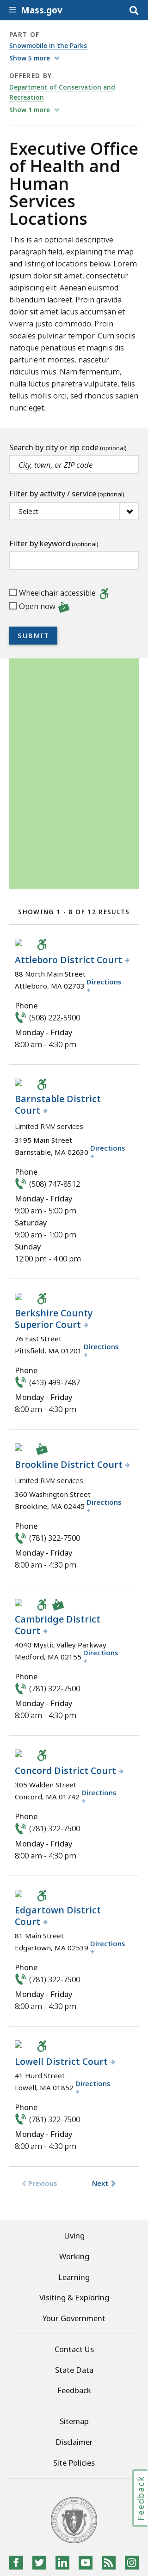 Mass.gov
PART OF
Snowmobile in the Parks
Show 5 more
OFFERED BY
Department of Conservation and
Recreation
Show 1 more
Executive Office
of Health and
Human
Services
Locations
This is an optional descriptive
paragraph field, explaining the map
and listing of locations below. Lorem
ipsum dolor sit amet, consectetur
adipiscing elit. Aenean euismod
bibendum laoreet. Proin gravida
dolor sit amet lacus accumsan et
viverra justo commodo. Proin
sodales pulvinar tempor. Cum sociis
natoque penatibus et magnis dis
parturient montes, nascetur
ridiculus mus. Nam fermentum,
nulla luctus pharetra vulputate, felis
tellus mollis orci, sed rhoncus sapien
nunc eget.
Search by city or zip code (optional)
City, town, or ZIP code
Filter by activity / service (optional)
Select
Filter by keyword (optional)
Wheelchair accessible
Open now
SUBMIT
SHOWING 1 - 8 OF 12 RESULTS
Attleboro District Court
88 North Main Street
Attleboro, MA 02703 Directions
Phone
(508) 222-5900
Monday - Friday
8:00 am - 4:30 pm
Barnstable District
Court
Limited RMV services
3195 Main Street
Barnstable, MA 02630 Directions
Phone
(508) 747-8512
Monday - Friday
9:00 am - 5:00 pm
Saturday
9:00 am - 1:00 pm
Sunday
12:00 pm - 4:00 pm
Berkshire County
Superior Court
76 East Street
Pittsfield, MA 01201 Directions
Phone
(413) 499-7487
Monday - Friday
8:00 am - 4:30 pm
Brookline District Court
Limited RMV services
360 Washington Street
Brookline, MA 02445 Directions
Phone
(781) 322-7500
Monday - Friday
8:00 am - 4:30 pm
Cambridge District
Court
4040 Mystic Valley Parkway
Medford, MA 02155 Directions
Phone
(781) 322-7500
Monday - Friday
8:00 am - 4:30 pm
Concord District Court
305 Walden Street
Concord, MA 01742 Directions
Phone
(781) 322-7500
Monday - Friday
8:00 am - 4:30 pm
Edgartown District
Court
81 Main Street
Edgartown, MA 02539 Directions
Phone
(781) 322-7500
Monday - Friday
8:00 am - 4:30 pm
Lowell District Court
41 Hurd Street
Lowell, MA 01852 Directions
Phone
(781) 322-7500
Monday - Friday
8:00 am - 4:30 pm
Previous Next
Living
Working
Learning
Visiting & Exploring
Your Government
Contact Us
State Data
Feedback
Sitemap
Disclaimer
Site Policies
Feedback